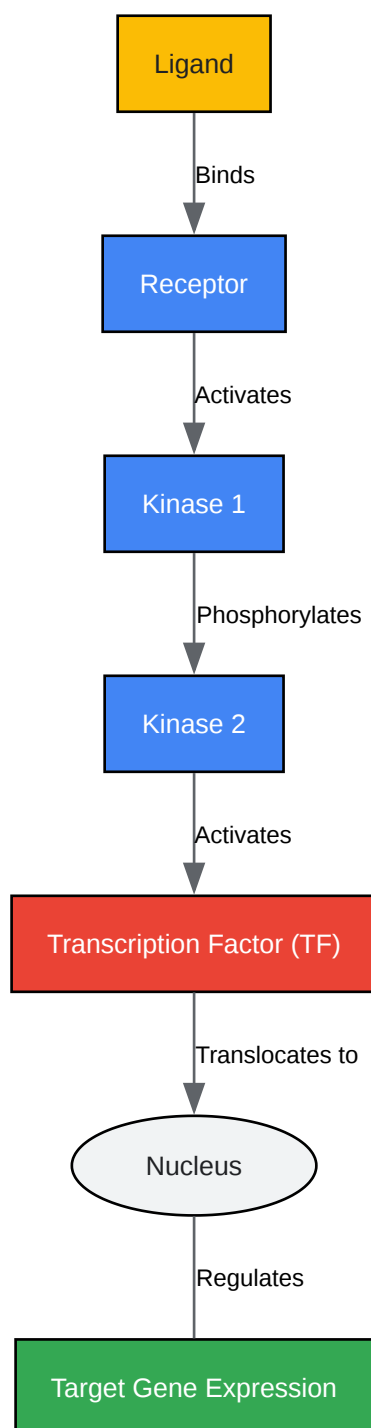 Ligand
Binds
Receptor
Activates
Kinase 1
Phosphorylates
Kinase 2
Activates
Transcription Factor (TF)
Translocates to
Nucleus
Regulates
Target Gene Expression